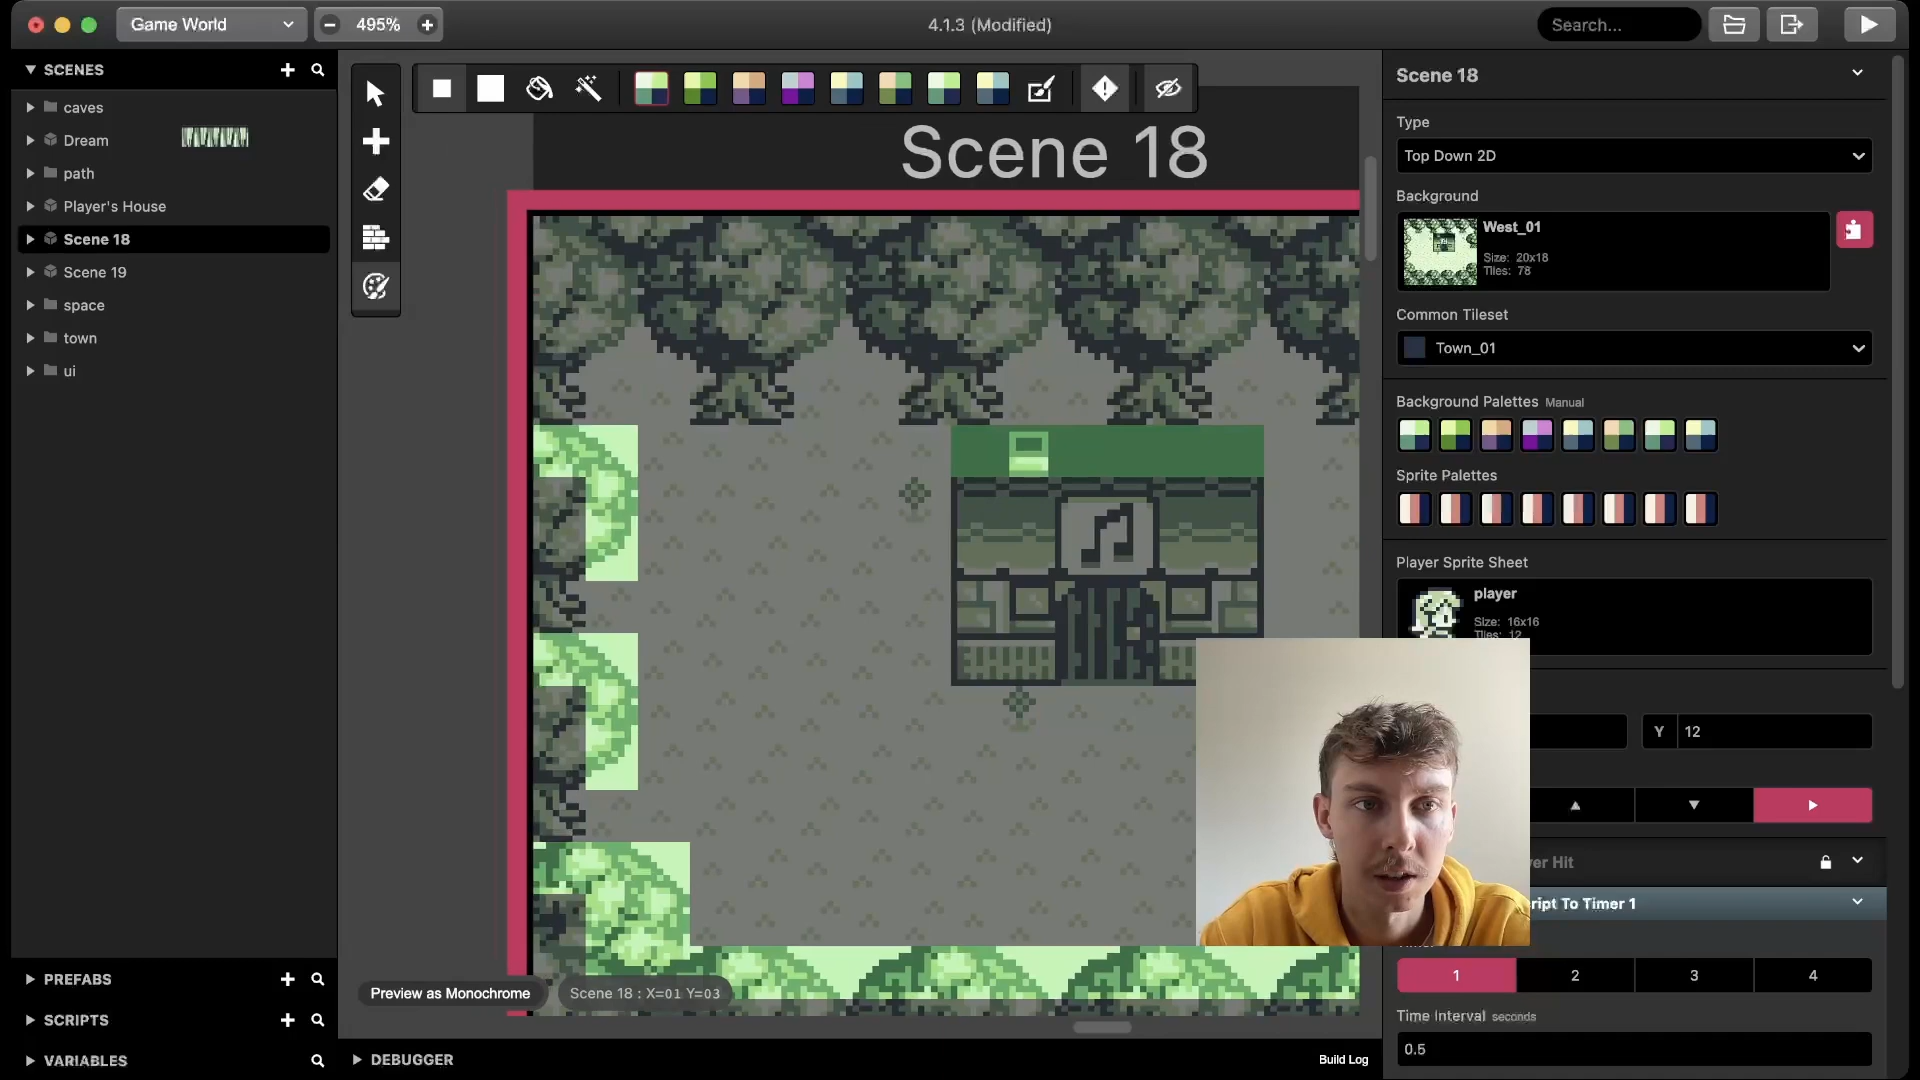 Game World
495%
4.1.3 (Modified)
Search...
SCENES
caves
Dream
path
Player's House
Scene 18
Scene 19
space
town
ui
PREFABS
SCRIPTS
VARIABLES
Scene 18
Preview as Monochrome
Scene 18 : X=01 Y=03
DEBUGGER
Build Log
Scene 18
Type
Top Down 2D
Background
West_01
Size: 20x18
Tiles: 78
Common Tileset
Town_01
Background Palettes Manual
Sprite Palettes
Player Sprite Sheet
player
Size: 16x16
Tiles: 12
Y 12
Hit
To Timer 1
1 2 3 4
Time Interval seconds
0.5